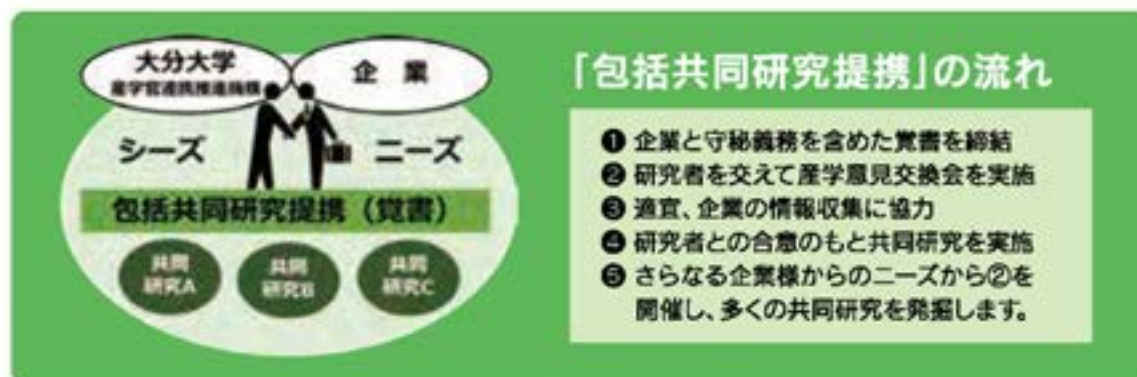 大分大学
産学官連携推進機構
企業
シーズ
ニーズ
包括共同研究提携（覚書）
共同
研究A
共同
研究B
共同
研究C
「包括共同研究提携」の流れ
❶ 企業と守秘義務を含めた覚書を締結
❷ 研究者を交えて産学意見交換会を実施
❸ 適宜、企業の情報収集に協力
❹ 研究者との合意のもと共同研究を実施
❺ さらなる企業様からのニーズから②を
開催し、多くの共同研究を発掘します。